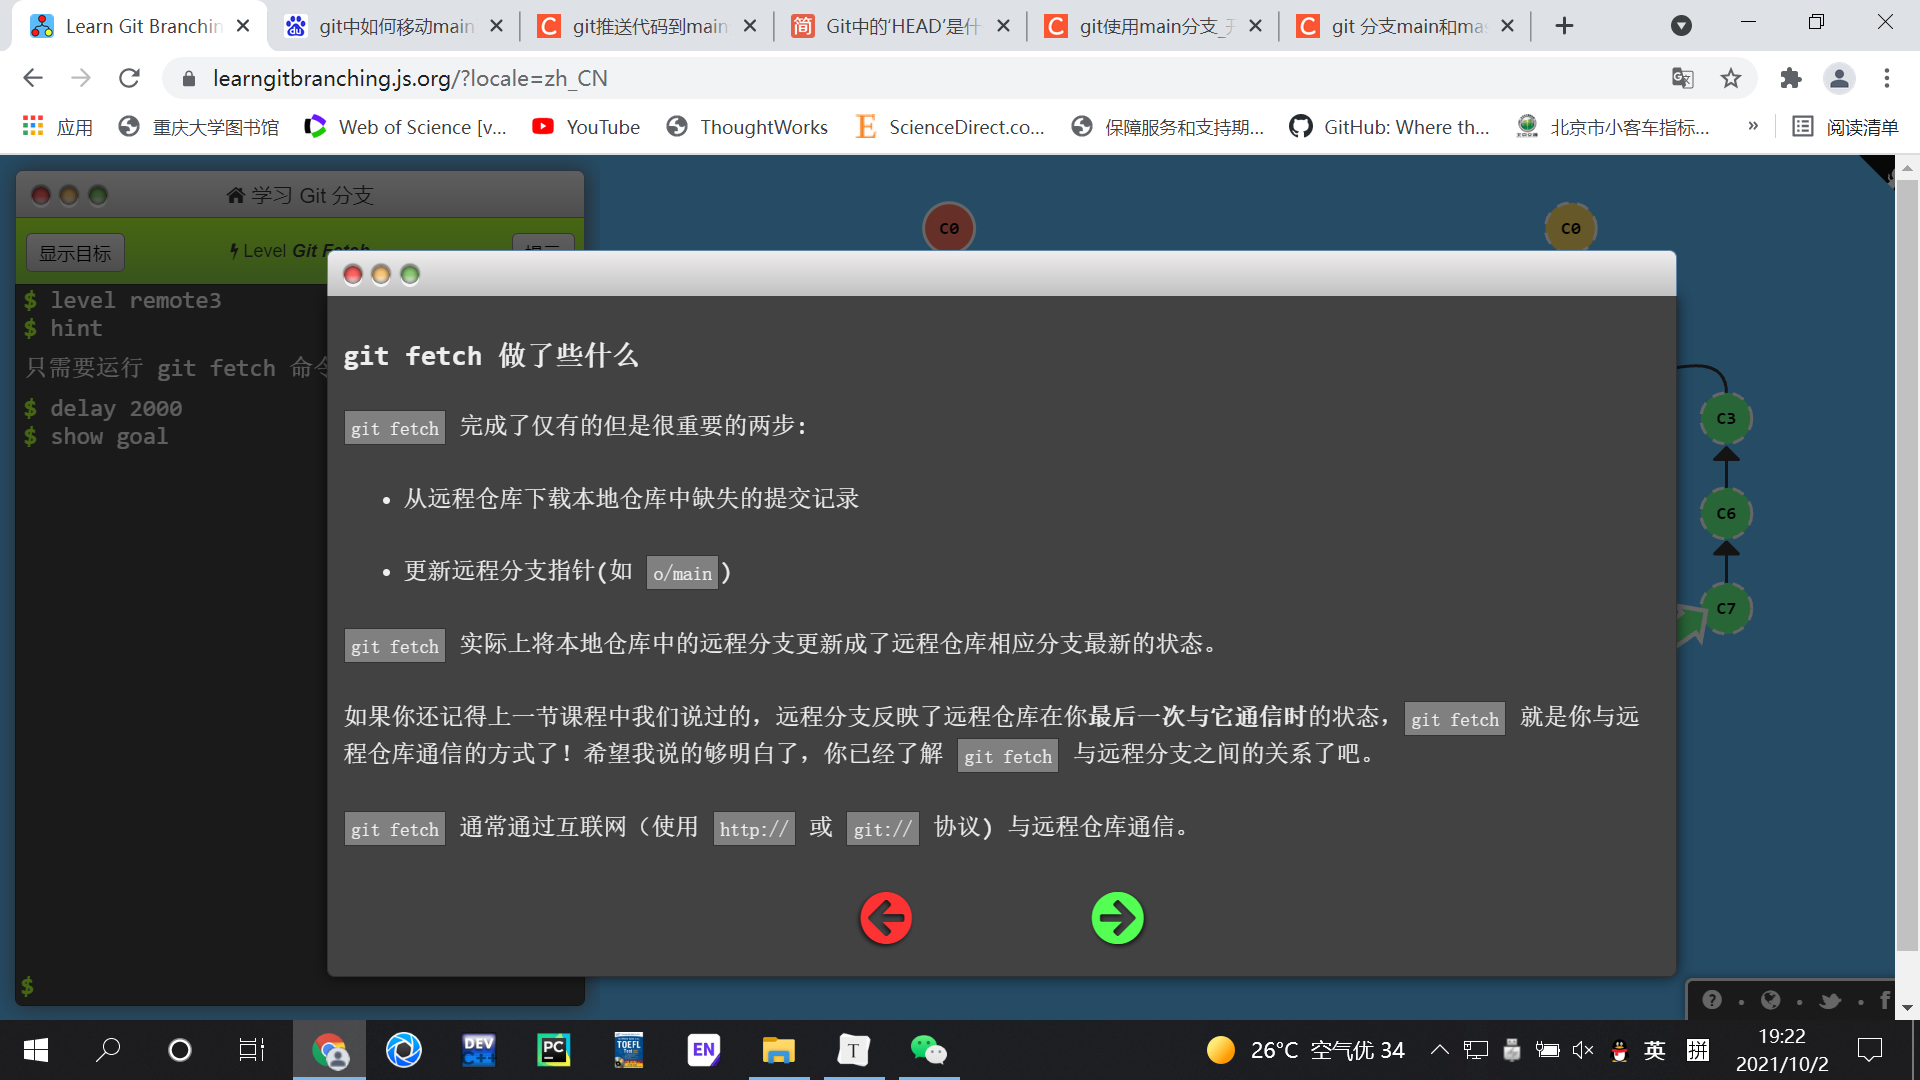 Learn Git Branchin
git中如何移动main
git推送代码到main
Git中的‘HEAD’是什
git使用main分支_
git 分支main和ma
learngitbranching.js.org/?locale=zh_CN
应用
重庆大学图书馆
Web of Science [v...
YouTube
ThoughtWorks
ScienceDirect.co...
保障服务和支持期...
GitHub: Where th...
北京市小客车指标...
»
阅读清单
学习 Git 分支
显示目标
Level Git Fetch
$ level remote3
$ hint
只需要运行 git fetch 命令
$ delay 2000
$ show goal
$
C0
C0
C3
C6
C7
git fetch 做了些什么
git fetch 完成了仅有的但是很重要的两步:
• 从远程仓库下载本地仓库中缺失的提交记录
• 更新远程分支指针(如 o/main)
git fetch 实际上将本地仓库中的远程分支更新成了远程仓库相应分支最新的状态。
如果你还记得上一节课程中我们说过的，远程分支反映了远程仓库在你最后一次与它通信时的状态，git fetch 就是你与远
程仓库通信的方式了！希望我说的够明白了，你已经了解 git fetch 与远程分支之间的关系了吧。
git fetch 通常通过互联网（使用 http:// 或 git:// 协议) 与远程仓库通信。
DEV C++
PC
TOEFL
EN
T
26°C 空气优 34
英
拼
19:22
2021/10/2